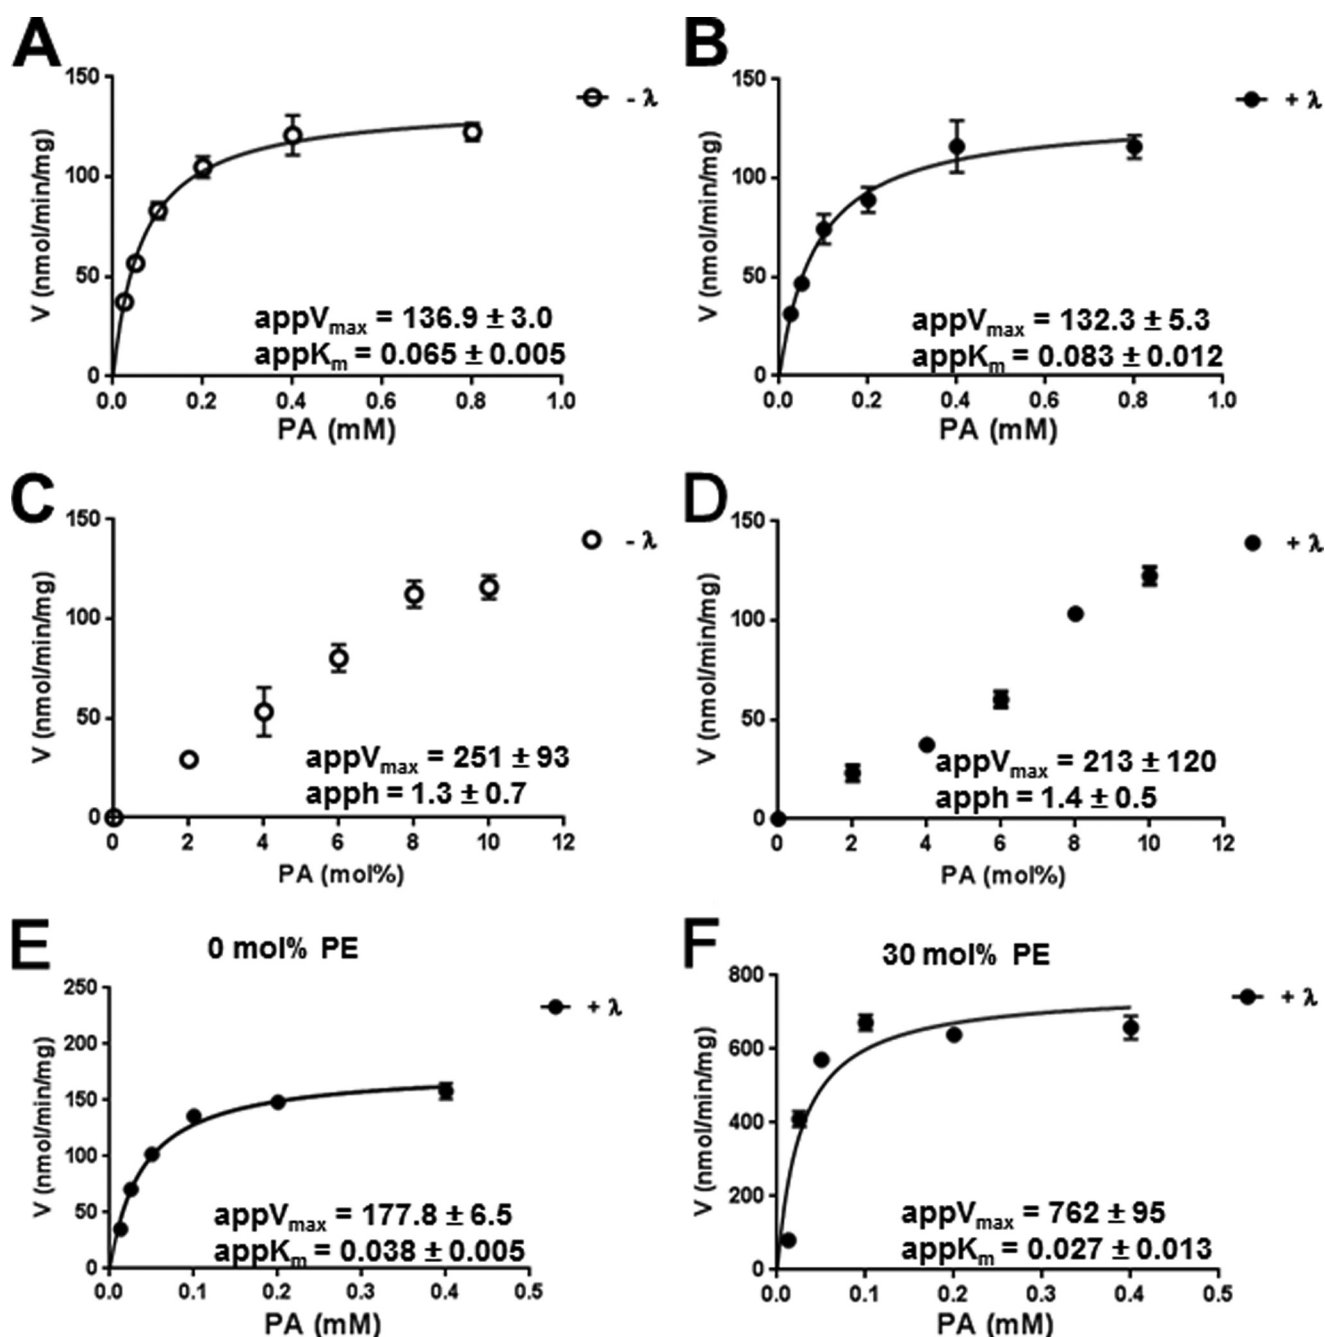 A
150
100
50
0
V (nmol/min/mg)
- λ
appVmax = 136.9 ± 3.0
appKm = 0.065 ± 0.005
0.0 0.2 0.4 0.6 0.8 1.0
PA (mM)
B
150
100
50
0
V (nmol/min/mg)
+ λ
appVmax = 132.3 ± 5.3
appKm = 0.083 ± 0.012
0.0 0.2 0.4 0.6 0.8 1.0
PA (mM)
C
150
100
50
0
V (nmol/min/mg)
- λ
appVmax = 251 ± 93
apph = 1.3 ± 0.7
0 2 4 6 8 10 12
PA (mol%)
D
150
100
50
0
V (nmol/min/mg)
+ λ
appVmax = 213 ± 120
apph = 1.4 ± 0.5
0 2 4 6 8 10 12
PA (mol%)
E
0 mol% PE
250
200
150
100
50
0
V (nmol/min/mg)
+ λ
appVmax = 177.8 ± 6.5
appKm = 0.038 ± 0.005
0.0 0.1 0.2 0.3 0.4 0.5
PA (mM)
F
30 mol% PE
800
600
400
200
0
V (nmol/min/mg)
+ λ
appVmax = 762 ± 95
appKm = 0.027 ± 0.013
0.0 0.1 0.2 0.3 0.4 0.5
PA (mM)